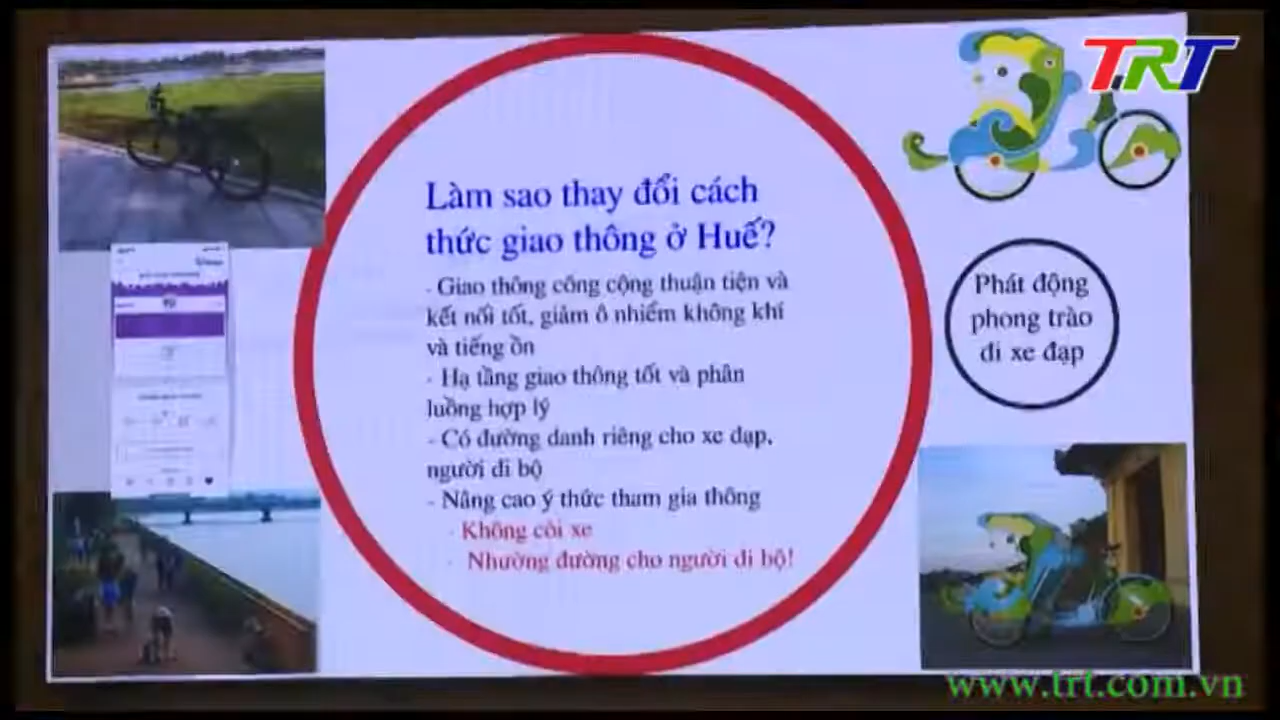 TRT
Làm sao thay đổi cách
thức giao thông ở Huế?
- Giao thông công cộng thuận tiện và
kết nối tốt, giảm ô nhiễm không khí
và tiếng ồn
- Hạ tầng giao thông tốt và phân
luồng hợp lý
- Có đường danh riêng cho xe đạp,
người đi bộ
- Nâng cao ý thức tham gia thông
- Không còi xe
- Nhường đường cho người đi bộ!
Phát động
phong trào
đi xe đạp
www.trt.com.vn